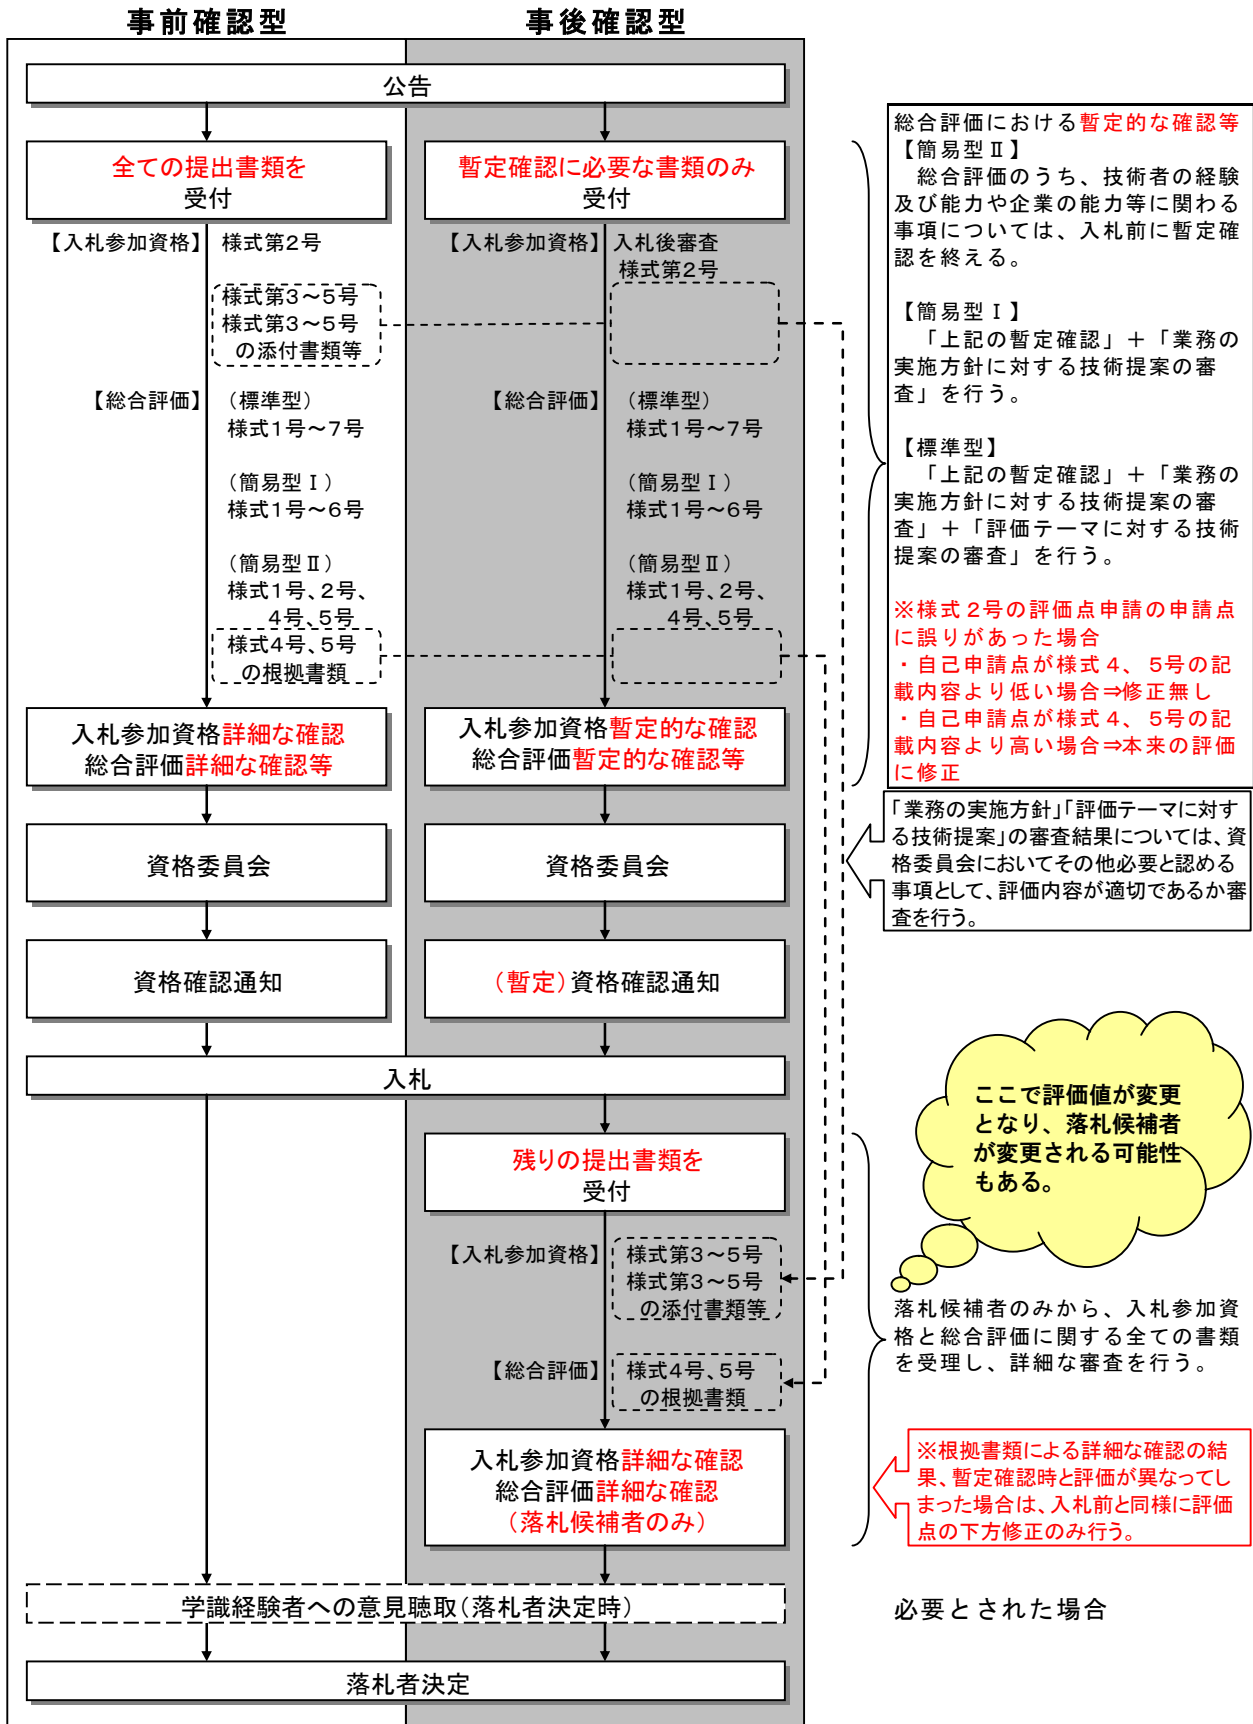 事前確認型
事後確認型
公告
全ての提出書類を
受付
暫定確認に必要な書類のみ
受付
【入札参加資格】
様式第2号
様式第3～5号
様式第3～5号
の添付書類等
【総合評価】
（標準型）
様式1号～7号
（簡易型Ⅰ）
様式1号～6号
（簡易型Ⅱ）
様式1号、2号、
4号、5号
様式4号、5号
の根拠書類
【入札参加資格】
入札後審査
様式第2号
【総合評価】
（標準型）
様式1号～7号
（簡易型Ⅰ）
様式1号～6号
（簡易型Ⅱ）
様式1号、2号、
4号、5号
入札参加資格詳細な確認
総合評価詳細な確認等
入札参加資格暫定的な確認
総合評価暫定的な確認等
資格委員会
資格委員会
資格確認通知
（暫定）資格確認通知
入札
残りの提出書類を
受付
【入札参加資格】
様式第3～5号
様式第3～5号
の添付書類等
【総合評価】
様式4号、5号
の根拠書類
入札参加資格詳細な確認
総合評価詳細な確認
（落札候補者のみ）
学識経験者への意見聴取（落札者決定時）
落札者決定
総合評価における暫定的な確認等
【簡易型Ⅱ】
総合評価のうち、技術者の経験
及び能力や企業の能力等に関わる
事項については、入札前に暫定確
認を終える。
【簡易型Ⅰ】
「上記の暫定確認」＋「業務の
実施方針に対する技術提案の審
査」を行う。
【標準型】
「上記の暫定確認」＋「業務の
実施方針に対する技術提案の審
査」＋「評価テーマに対する技術
提案の審査」を行う。
※様式２号の評価点申請の申請点
に誤りがあった場合
・自己申請点が様式４、５号の記
載内容より低い場合⇒修正無し
・自己申請点が様式４、５号の記
載内容より高い場合⇒本来の評価
に修正
「業務の実施方針」「評価テーマに対す
る技術提案」の審査結果については、資
格委員会においてその他必要と認める
事項として、評価内容が適切であるか審
査を行う。
ここで評価値が変更
となり、落札候補者
が変更される可能性
もある。
落札候補者のみから、入札参加資
格と総合評価に関する全ての書類
を受理し、詳細な審査を行う。
※根拠書類による詳細な確認の結
果、暫定確認時と評価が異なってし
まった場合は、入札前と同様に評価
点の下方修正のみ行う。
必要とされた場合